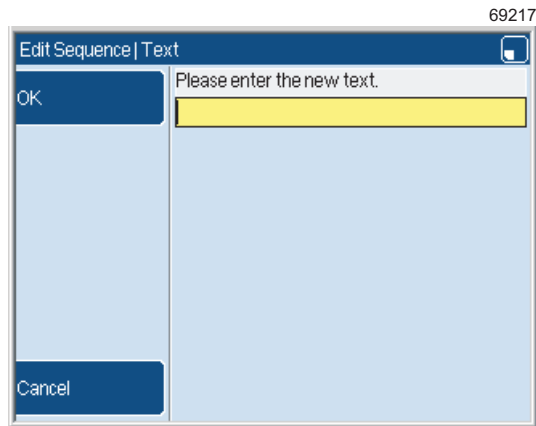 69217
Edit Sequence | Text
Please enter the new text.
OK
Cancel